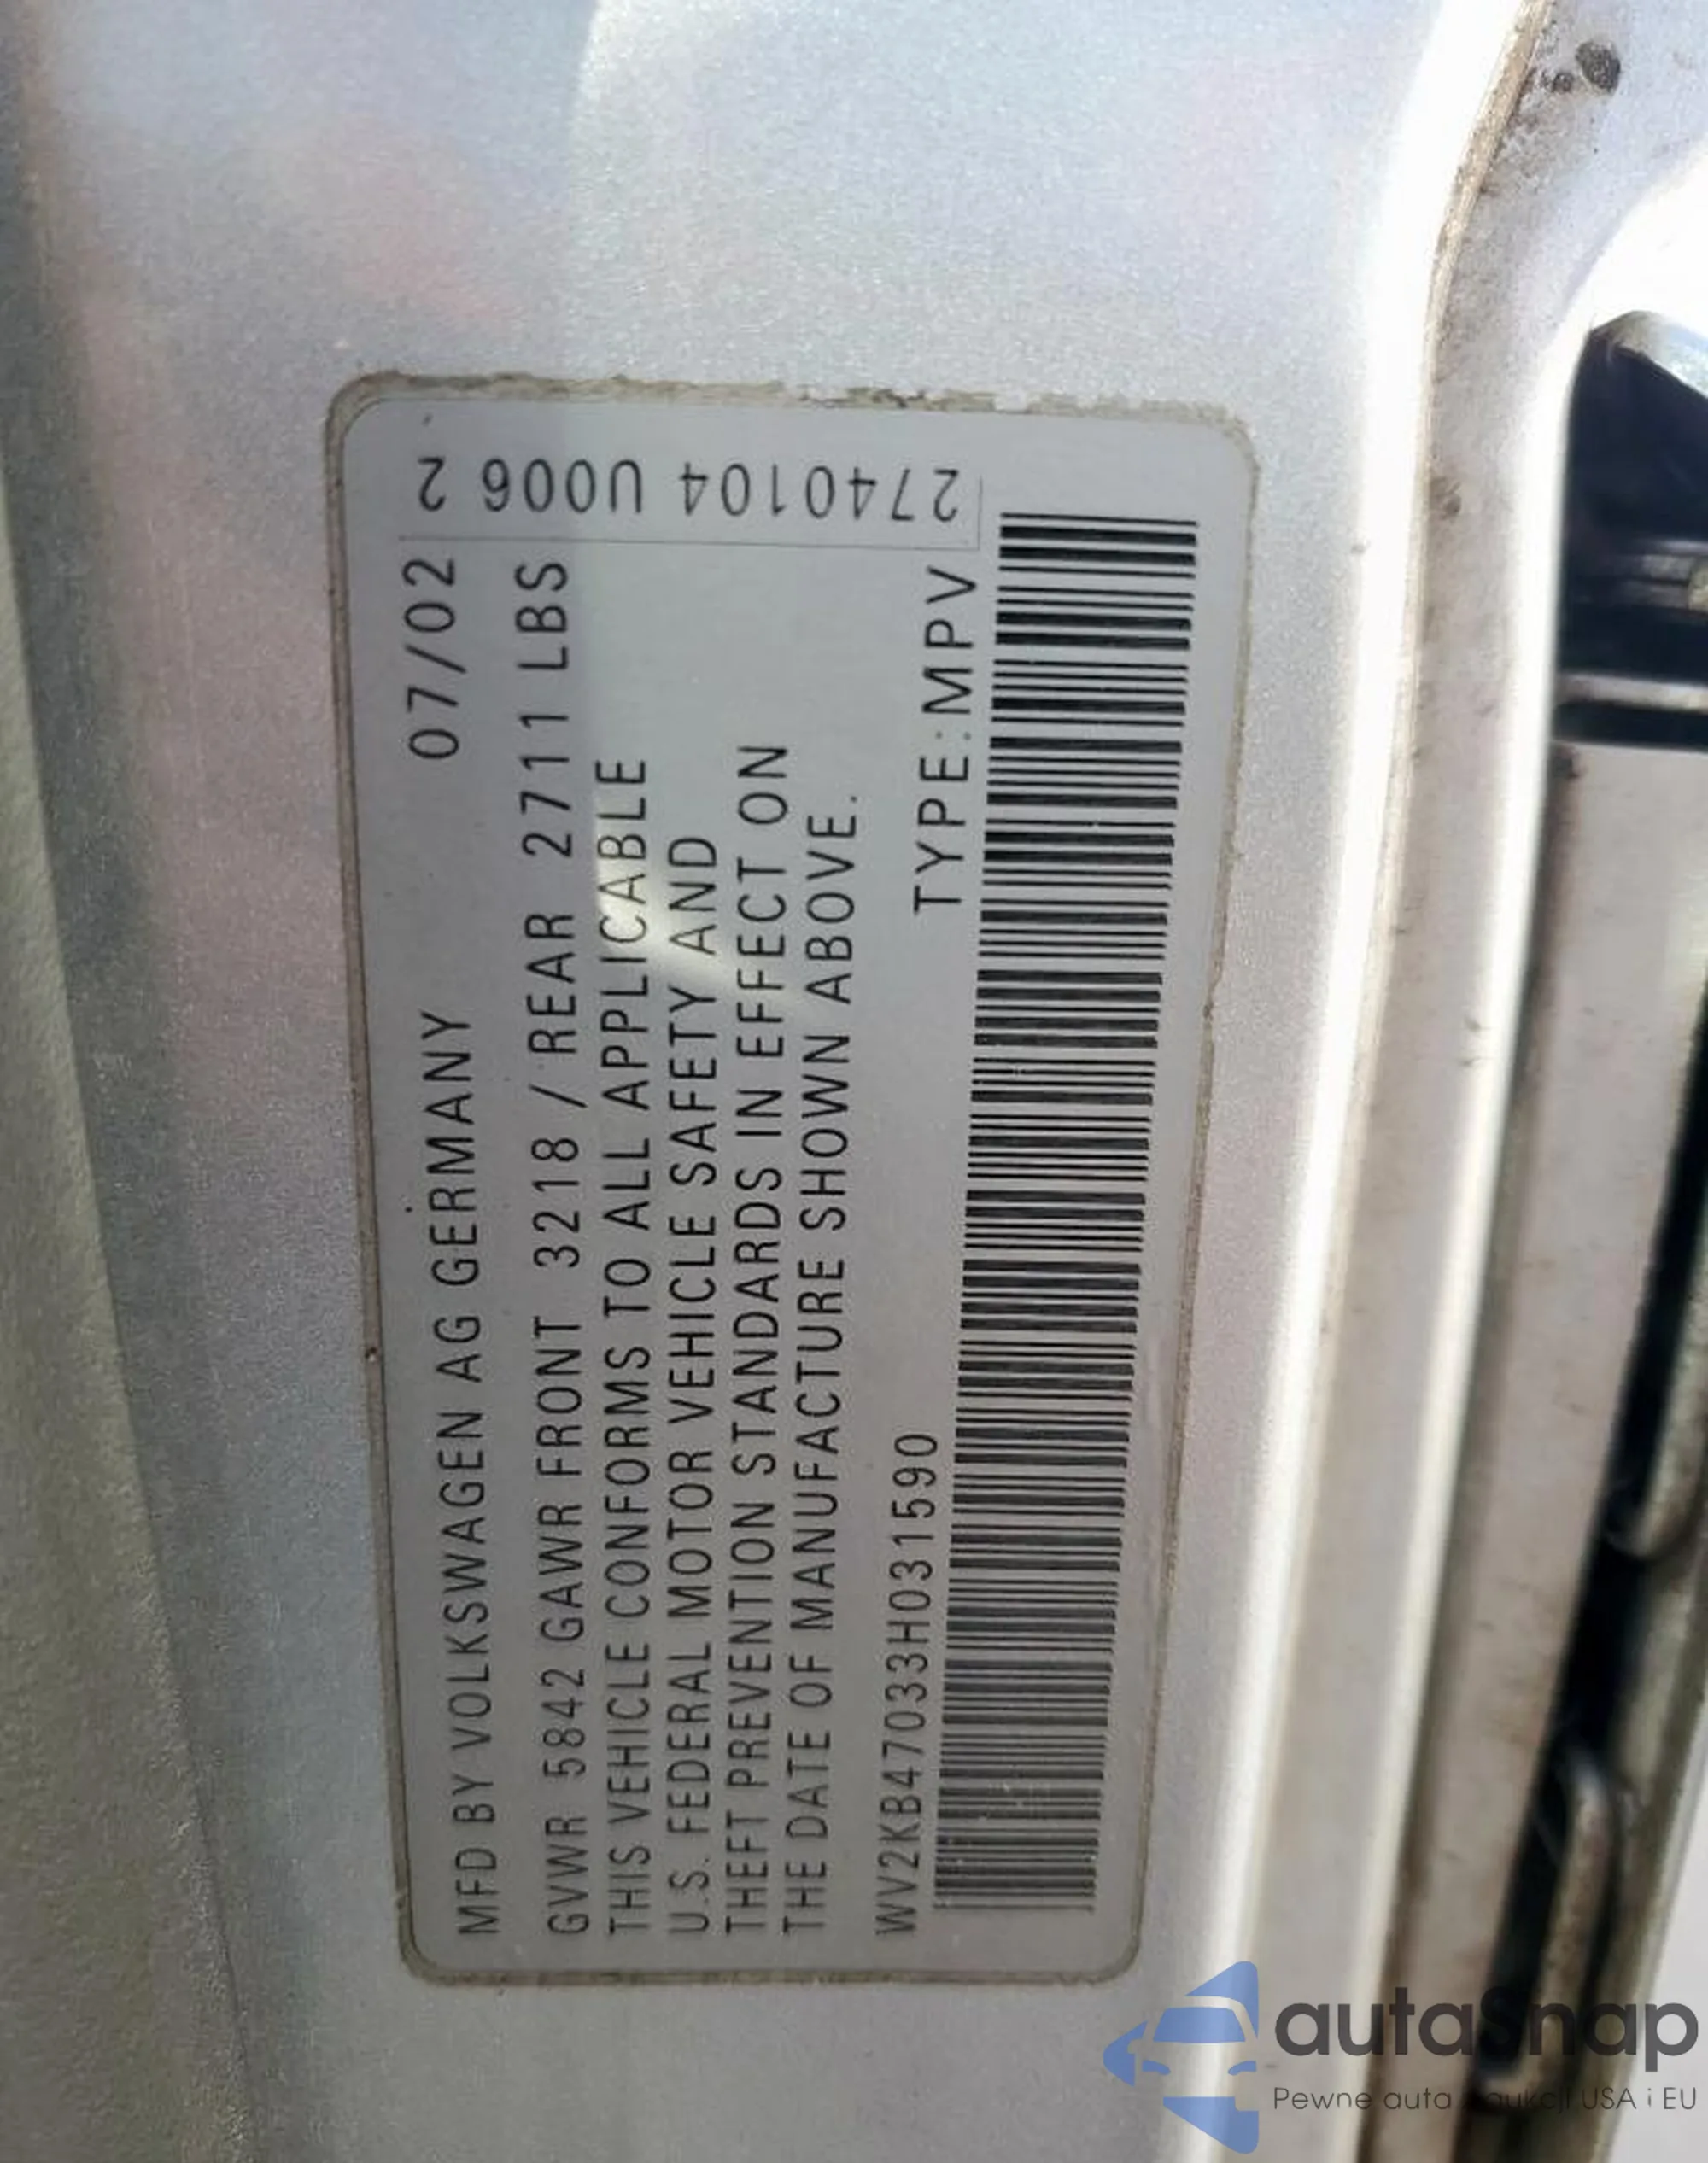 MFD BY VOLKSWAGEN AG GERMANY 07/02
GVWR 5842 GAWR FRONT 3218 / REAR 2711 LBS
THIS VEHICLE CONFORMS TO ALL APPLICABLE
U.S. FEDERAL MOTOR VEHICLE SAFETY AND
THEFT PREVENTION STANDARDS IN EFFECT ON
THE DATE OF MANUFACTURE SHOWN ABOVE.
WV2KB47033H031590 TYPE:MPV
2740104 U006 2
autaSnap
Pewne auta z aukcji USA i EU